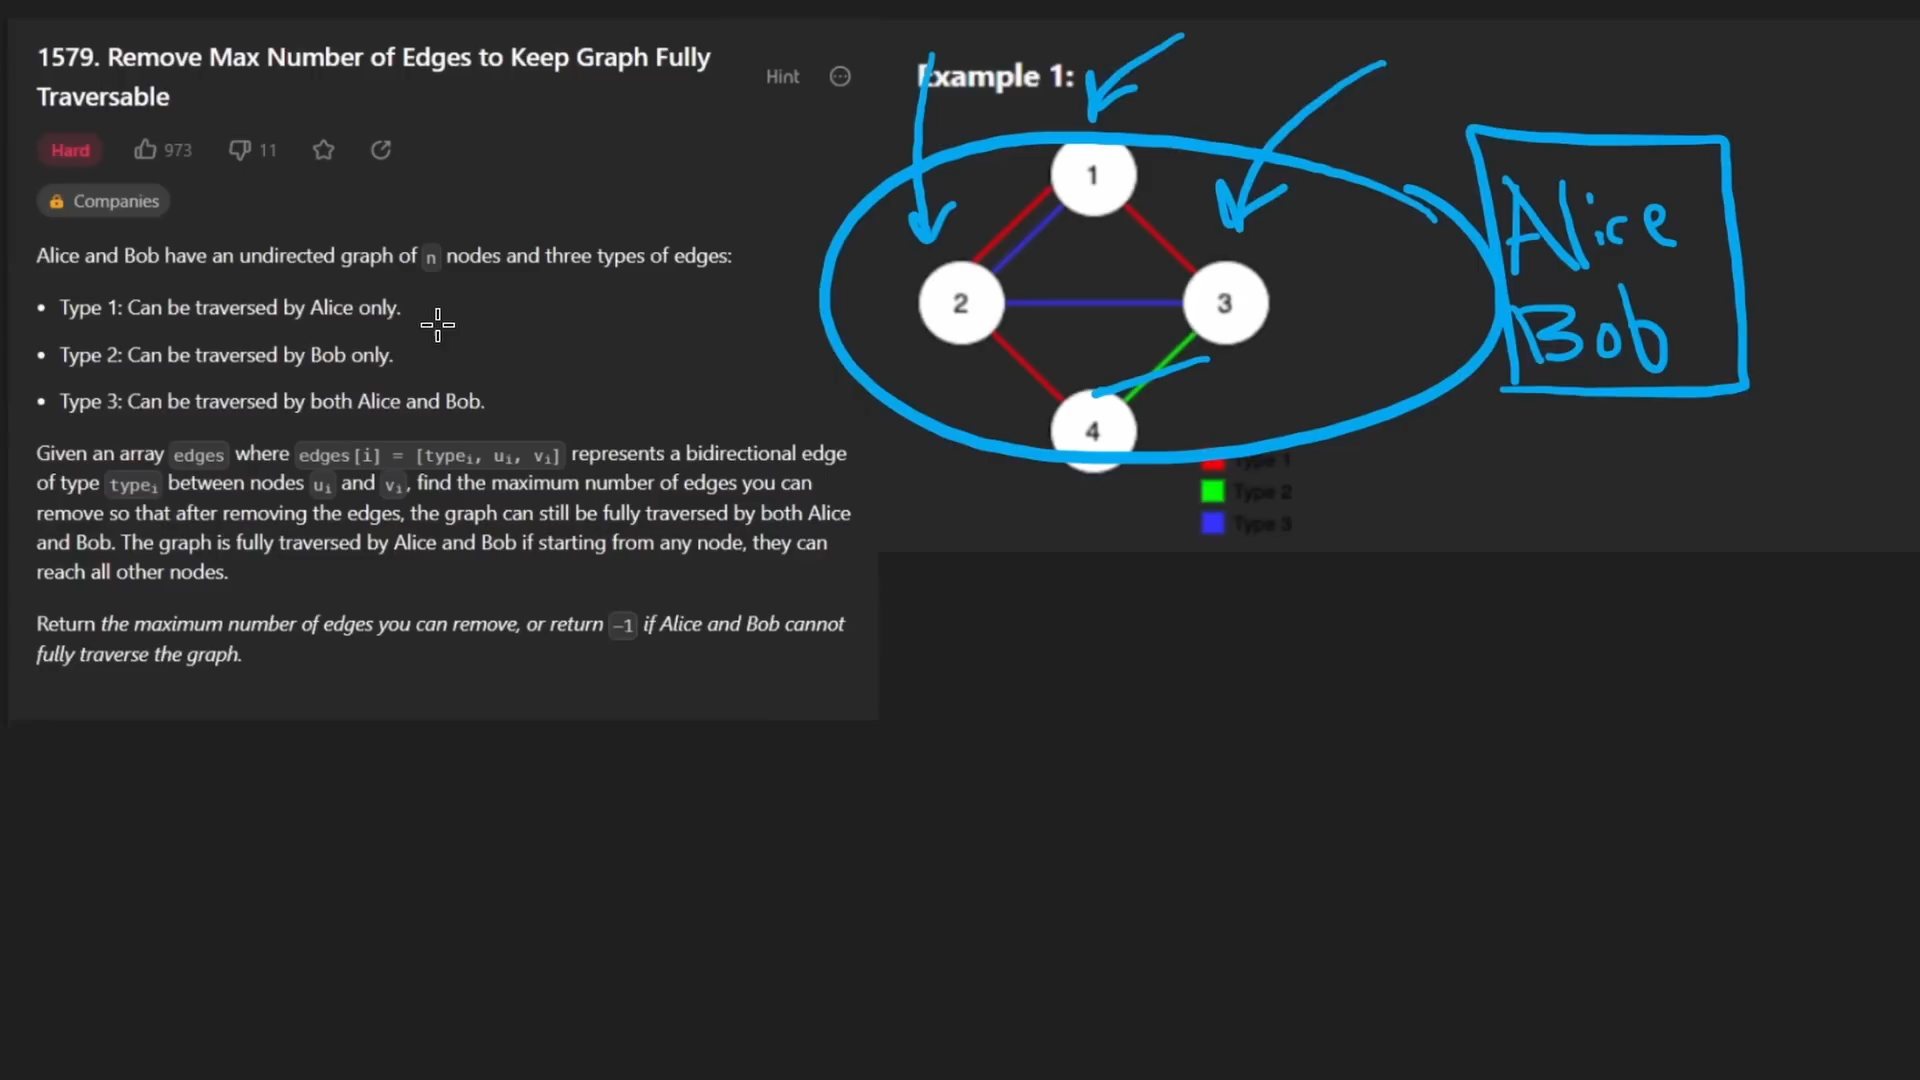 1579. Remove Max Number of Edges to Keep Graph Fully
Traversable
Hint
Hard 973 11
Companies
Alice and Bob have an undirected graph of n nodes and three types of edges:
• Type 1: Can be traversed by Alice only.
• Type 2: Can be traversed by Bob only.
• Type 3: Can be traversed by both Alice and Bob.
Given an array edges where edges[i] = [typeᵢ, uᵢ, vᵢ] represents a bidirectional edge
of type typeᵢ between nodes uᵢ and vᵢ, find the maximum number of edges you can
remove so that after removing the edges, the graph can still be fully traversed by both Alice
and Bob. The graph is fully traversed by Alice and Bob if starting from any node, they can
reach all other nodes.
Return the maximum number of edges you can remove, or return -1 if Alice and Bob cannot
fully traverse the graph.
Example 1:
1
2
3
4
Type 1
Type 2
Type 3
Alice
Bob